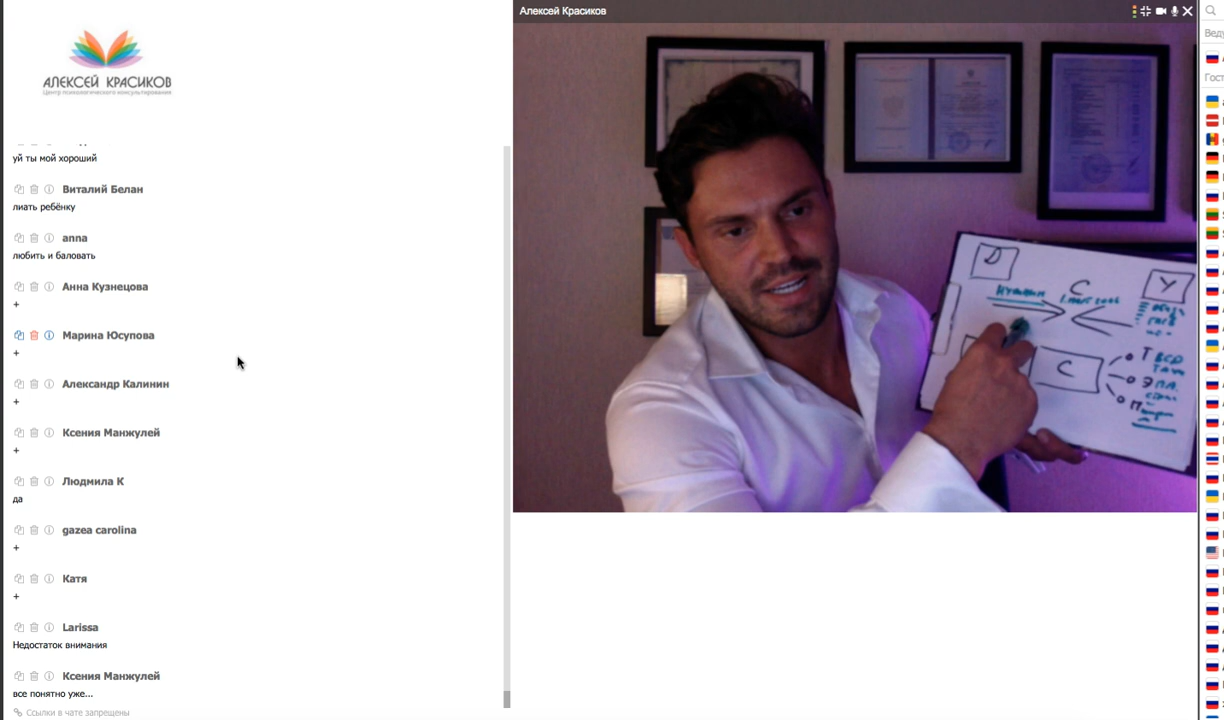 АЛЕКСЕЙ КРАСИКОВ
Центр психологического консультирования
уй ты мой хороший
Виталий Белан
лиать ребёнку
anna
любить и баловать
Анна Кузнецова
+
Марина Юсупова
+
Александр Калинин
+
Ксения Манжулей
+
Людмила К
да
gazea carolina
+
Катя
+
Larissa
Недостаток внимания
Ксения Манжулей
все понятно уже...
Ссылки в чате запрещены
Алексей Красиков
С
У
С
Т
Э
П
Веду
Гост